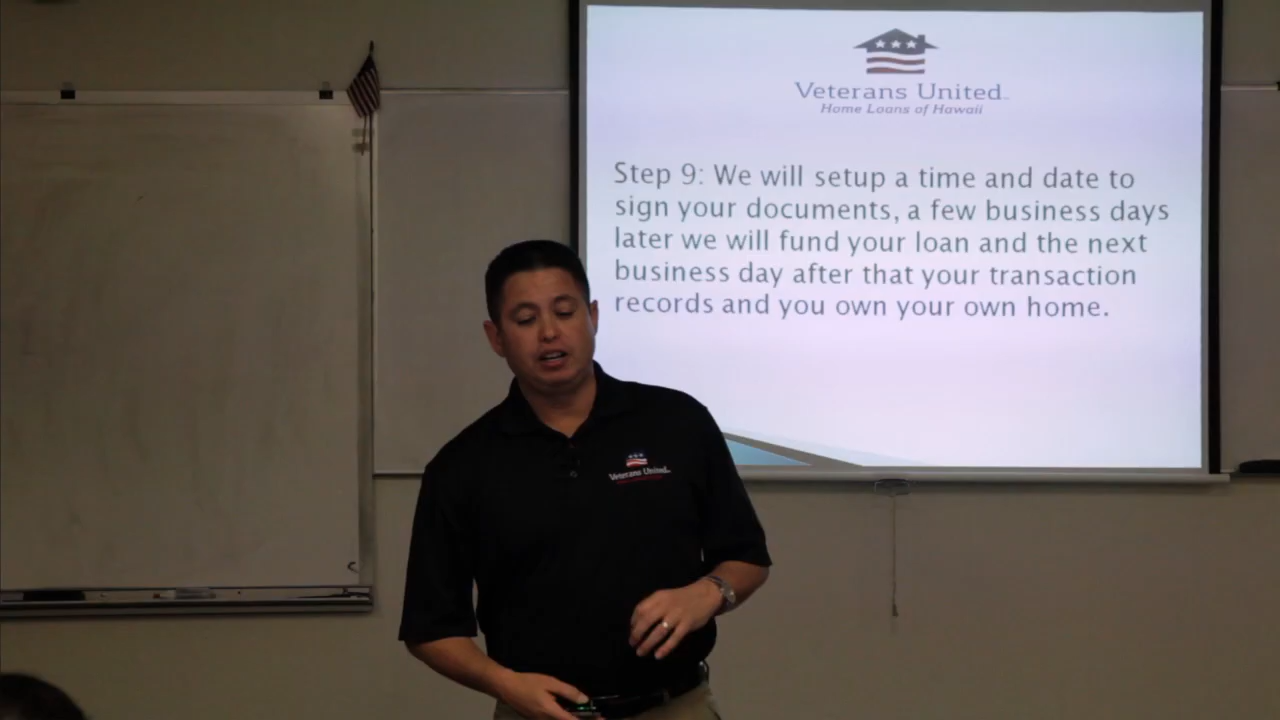 Veterans United
Home Loans of Hawaii
Step 9: We will setup a time and date to
sign your documents, a few business days
later we will fund your loan and the next
business day after that your transaction
records and you own your own home.
Veterans United